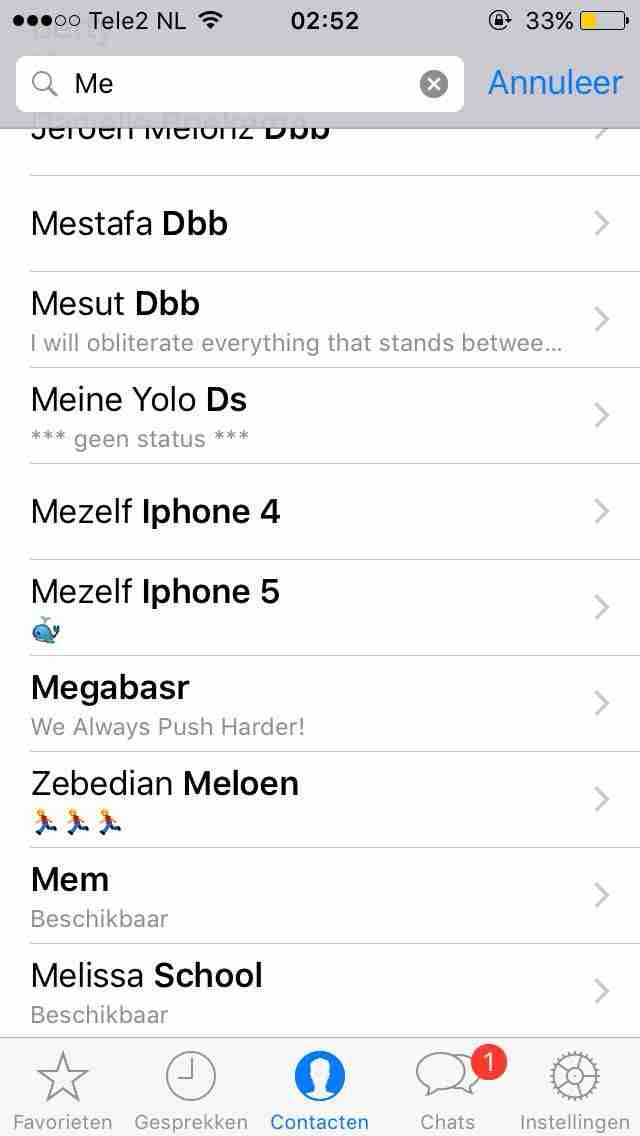 Tele2 NL 02:52 33%
Me Annuleer
Jeroen Melonz Dbb
Mestafa Dbb
Mesut Dbb
I will obliterate everything that stands betwee...
Meine Yolo Ds
*** geen status ***
Mezelf Iphone 4
Mezelf Iphone 5
🐳
Megabasr
We Always Push Harder!
Zebedian Meloen
🏃🏃🏃
Mem
Beschikbaar
Melissa School
Beschikbaar
1
Favorieten Gesprekken Contacten Chats Instellingen